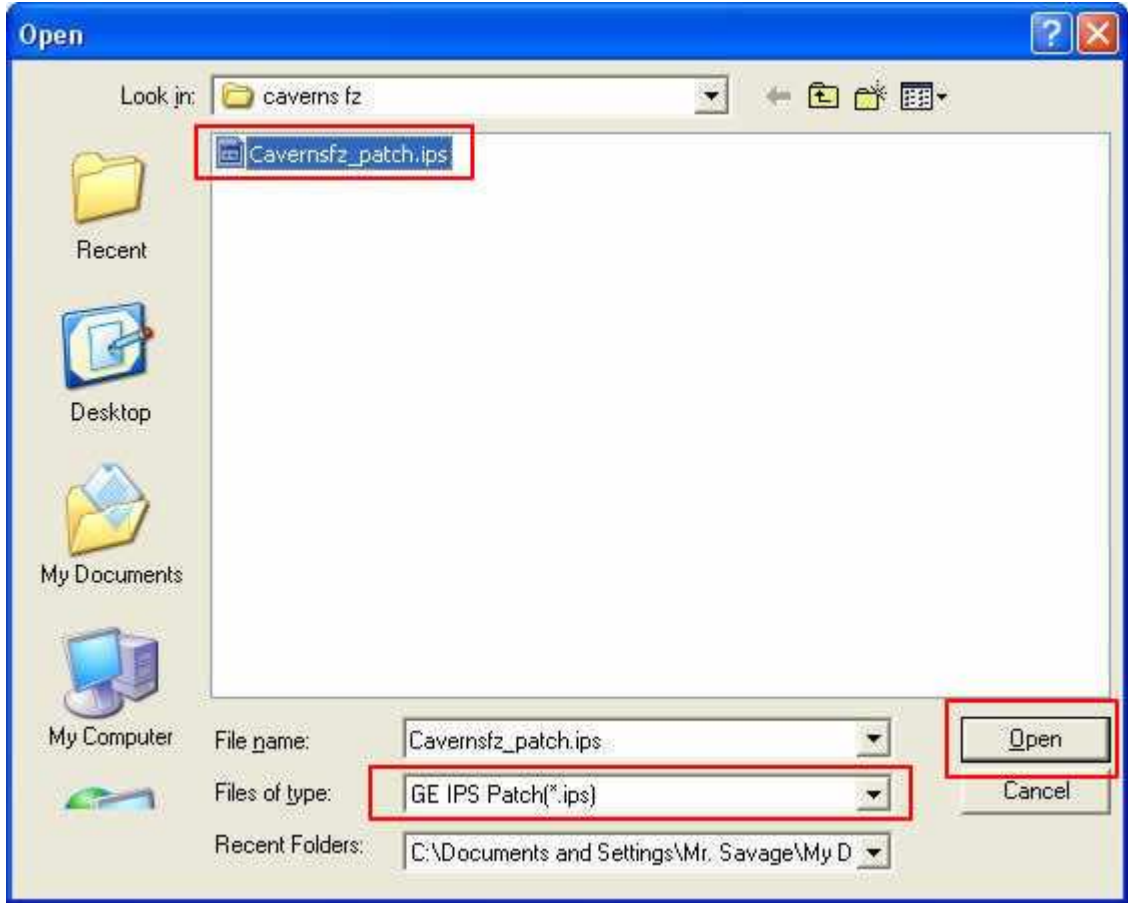 Open
Look in: caverns fz
Cavernsfz_patch.ips
Recent
Desktop
My Documents
My Computer
File name: Cavernsfz_patch.ips Open
Files of type: GE IPS Patch(*.ips) Cancel
Recent Folders: C:\Documents and Settings\Mr. Savage\My D